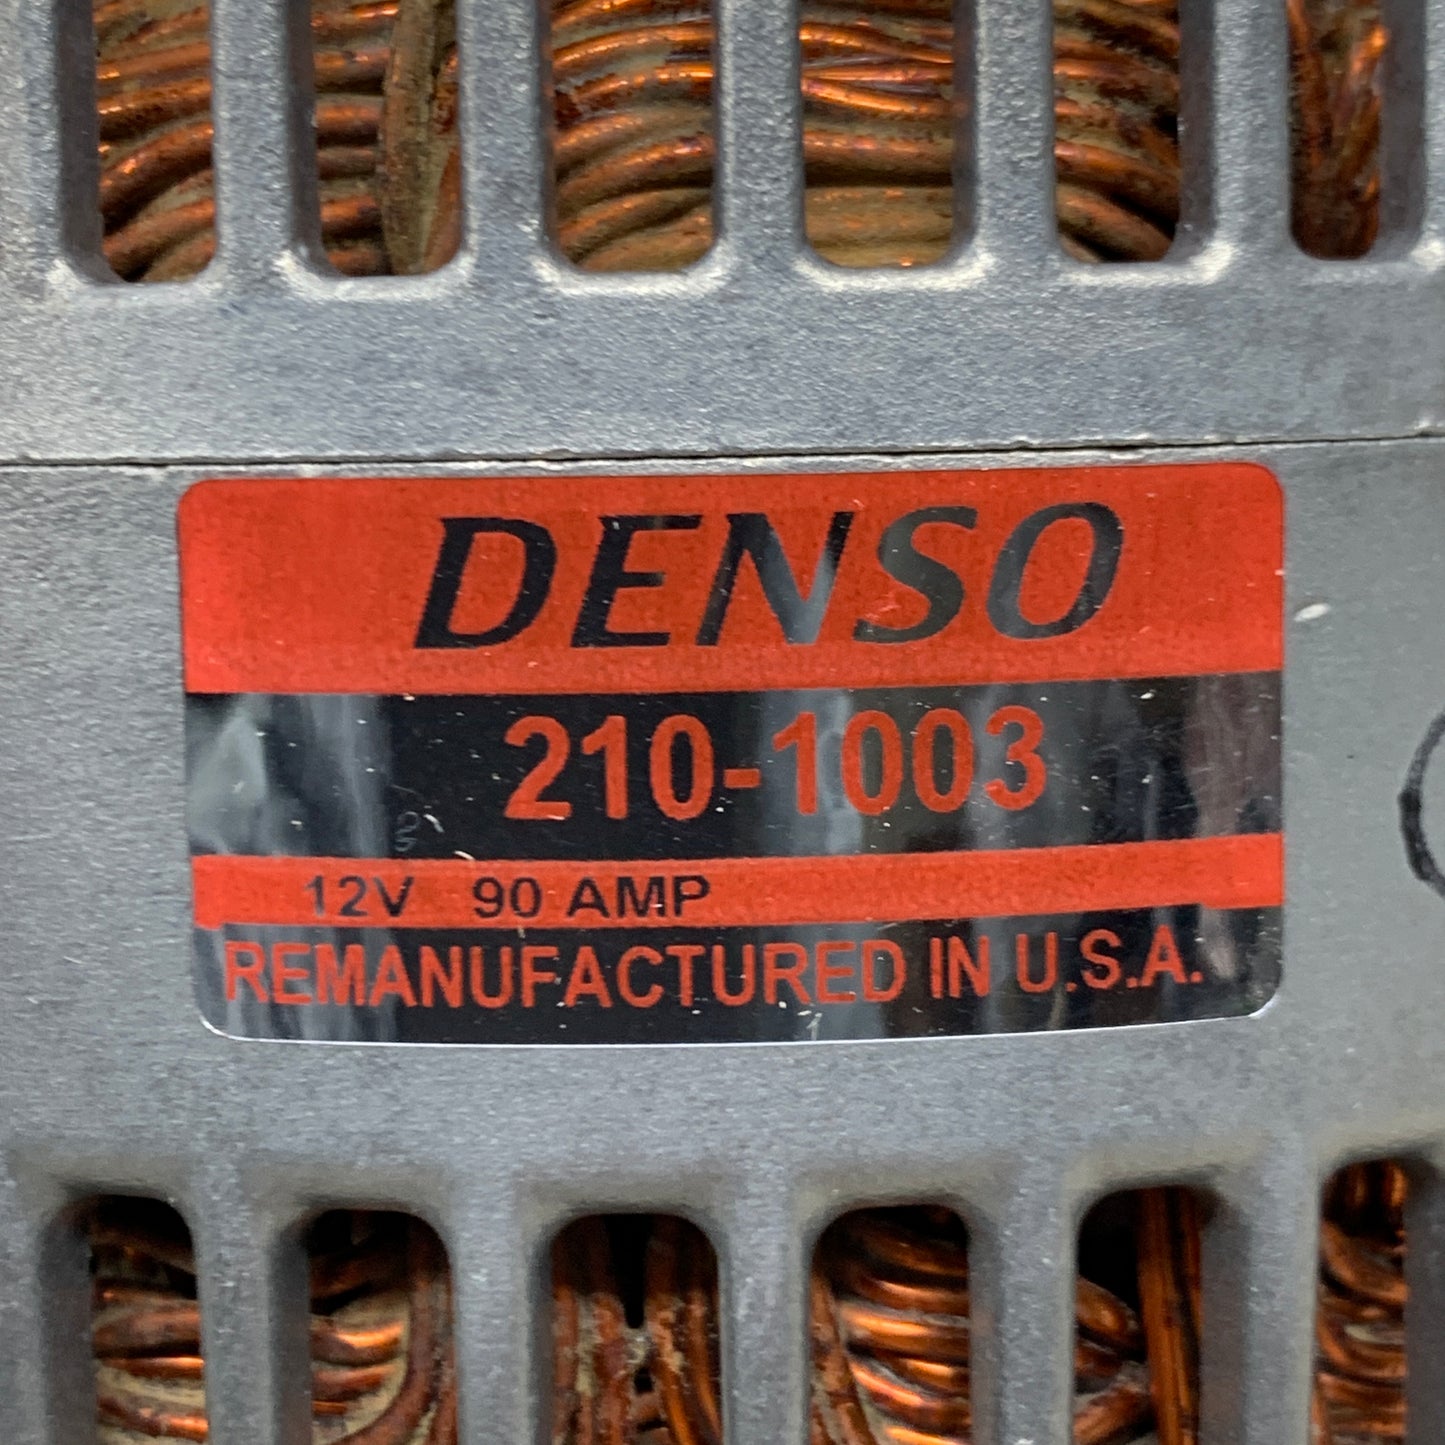 DENSO
210-1003
12V 90 AMP
REMANUFACTURED IN U.S.A.